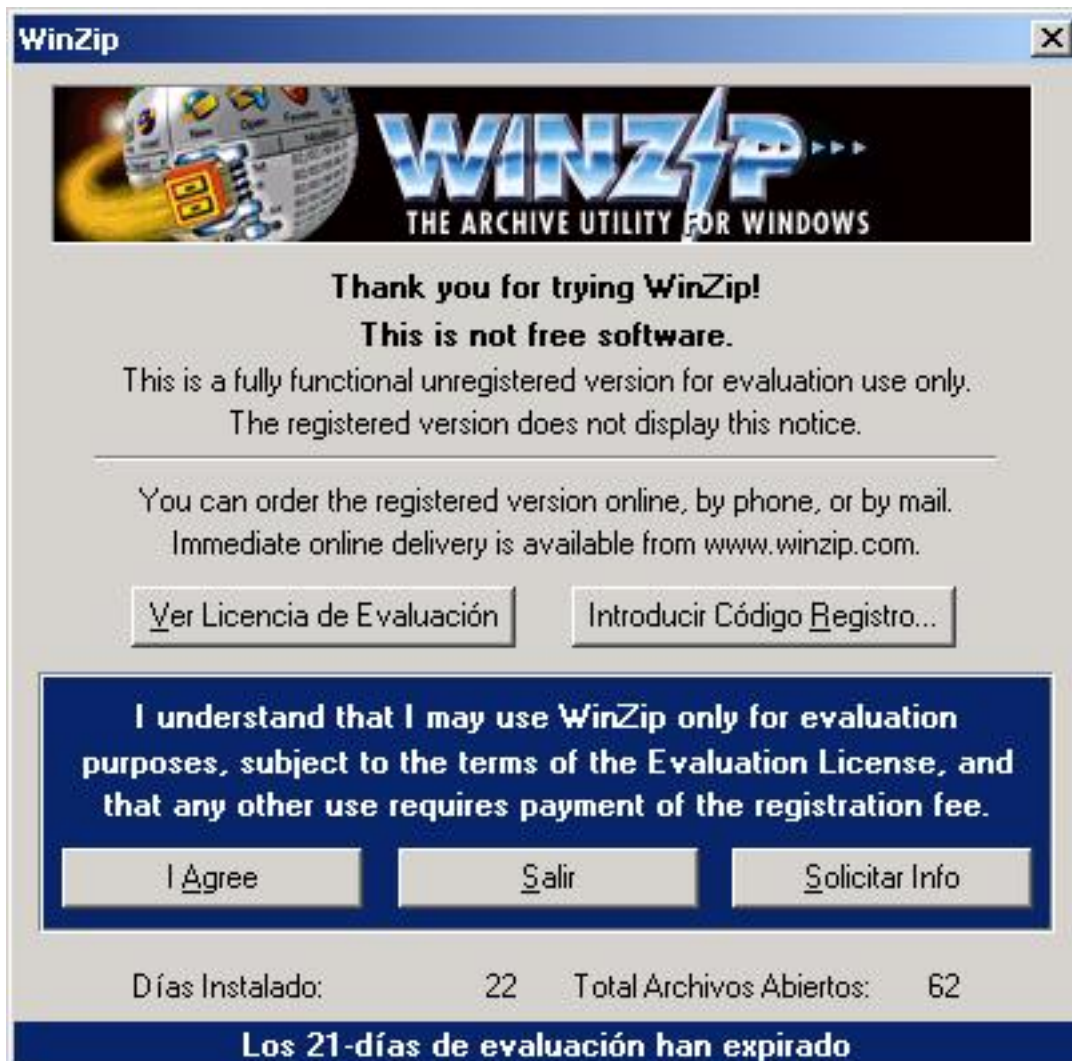 WinZip
WINZIP
THE ARCHIVE UTILITY FOR WINDOWS
Thank you for trying WinZip!
This is not free software.
This is a fully functional unregistered version for evaluation use only.
The registered version does not display this notice.
You can order the registered version online, by phone, or by mail.
Immediate online delivery is available from www.winzip.com.
Ver Licencia de Evaluación Introducir Código Registro...
I understand that I may use WinZip only for evaluation
purposes, subject to the terms of the Evaluation License, and
that any other use requires payment of the registration fee.
I Agree Salir Solicitar Info
Días Instalado: 22 Total Archivos Abiertos: 62
Los 21-días de evaluación han expirado